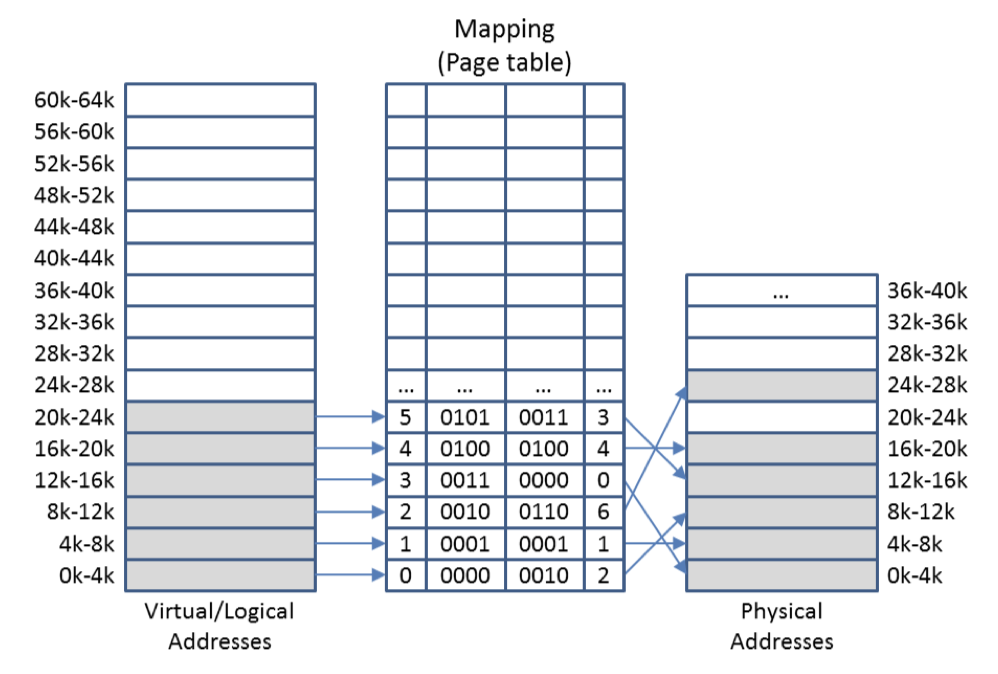 Mapping
(Page table)
60k-64k
56k-60k
52k-56k
48k-52k
44k-48k
40k-44k
36k-40k ... 36k-40k
32k-36k 32k-36k
28k-32k 28k-32k
24k-28k ... ... ... ... 24k-28k
20k-24k 5 0101 0011 3 20k-24k
16k-20k 4 0100 0100 4 16k-20k
12k-16k 3 0011 0000 0 12k-16k
8k-12k 2 0010 0110 6 8k-12k
4k-8k 1 0001 0001 1 4k-8k
0k-4k 0 0000 0010 2 0k-4k
Virtual/Logical
Addresses
Physical
Addresses